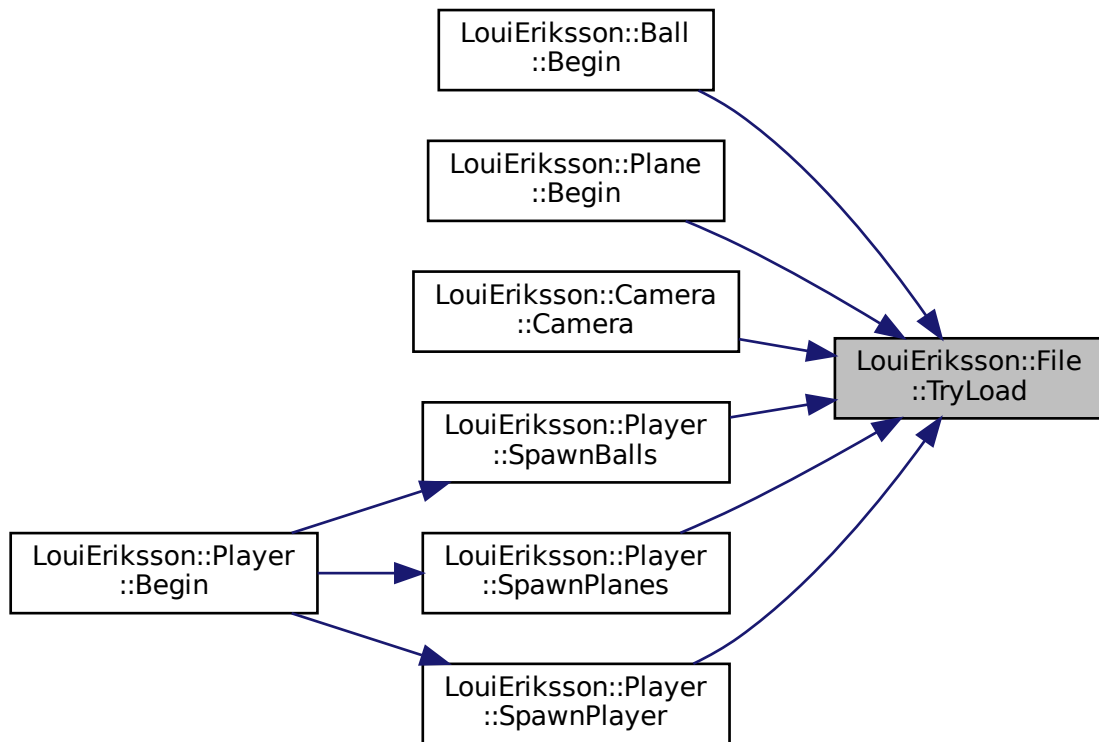 LouiEriksson::Ball
::Begin
LouiEriksson::Plane
::Begin
LouiEriksson::Camera
::Camera
LouiEriksson::File
::TryLoad
LouiEriksson::Player
::SpawnBalls
LouiEriksson::Player
::Begin
LouiEriksson::Player
::SpawnPlanes
LouiEriksson::Player
::SpawnPlayer